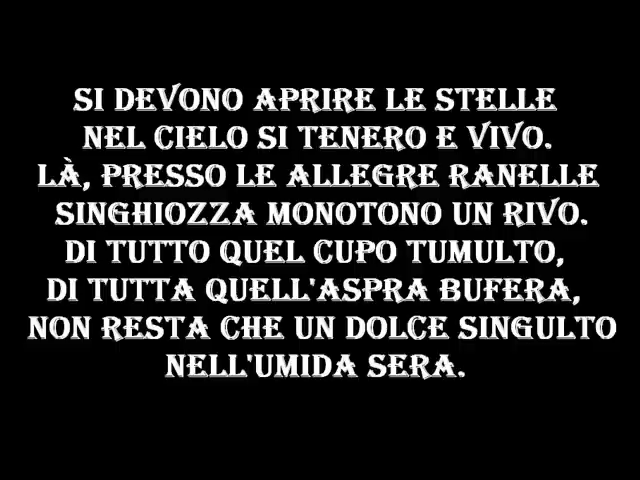 SI DEVONO APRIRE LE STELLE
NEL CIELO SI TENERO E VIVO.
LÀ, PRESSO LE ALLEGRE RANELLE
SINGHIOZZA MONOTONO UN RIVO.
DI TUTTO QUEL CUPO TUMULTO,
DI TUTTA QUELL'ASPRA BUFERA,
NON RESTA CHE UN DOLCE SINGULTO
NELL'UMIDA SERA.